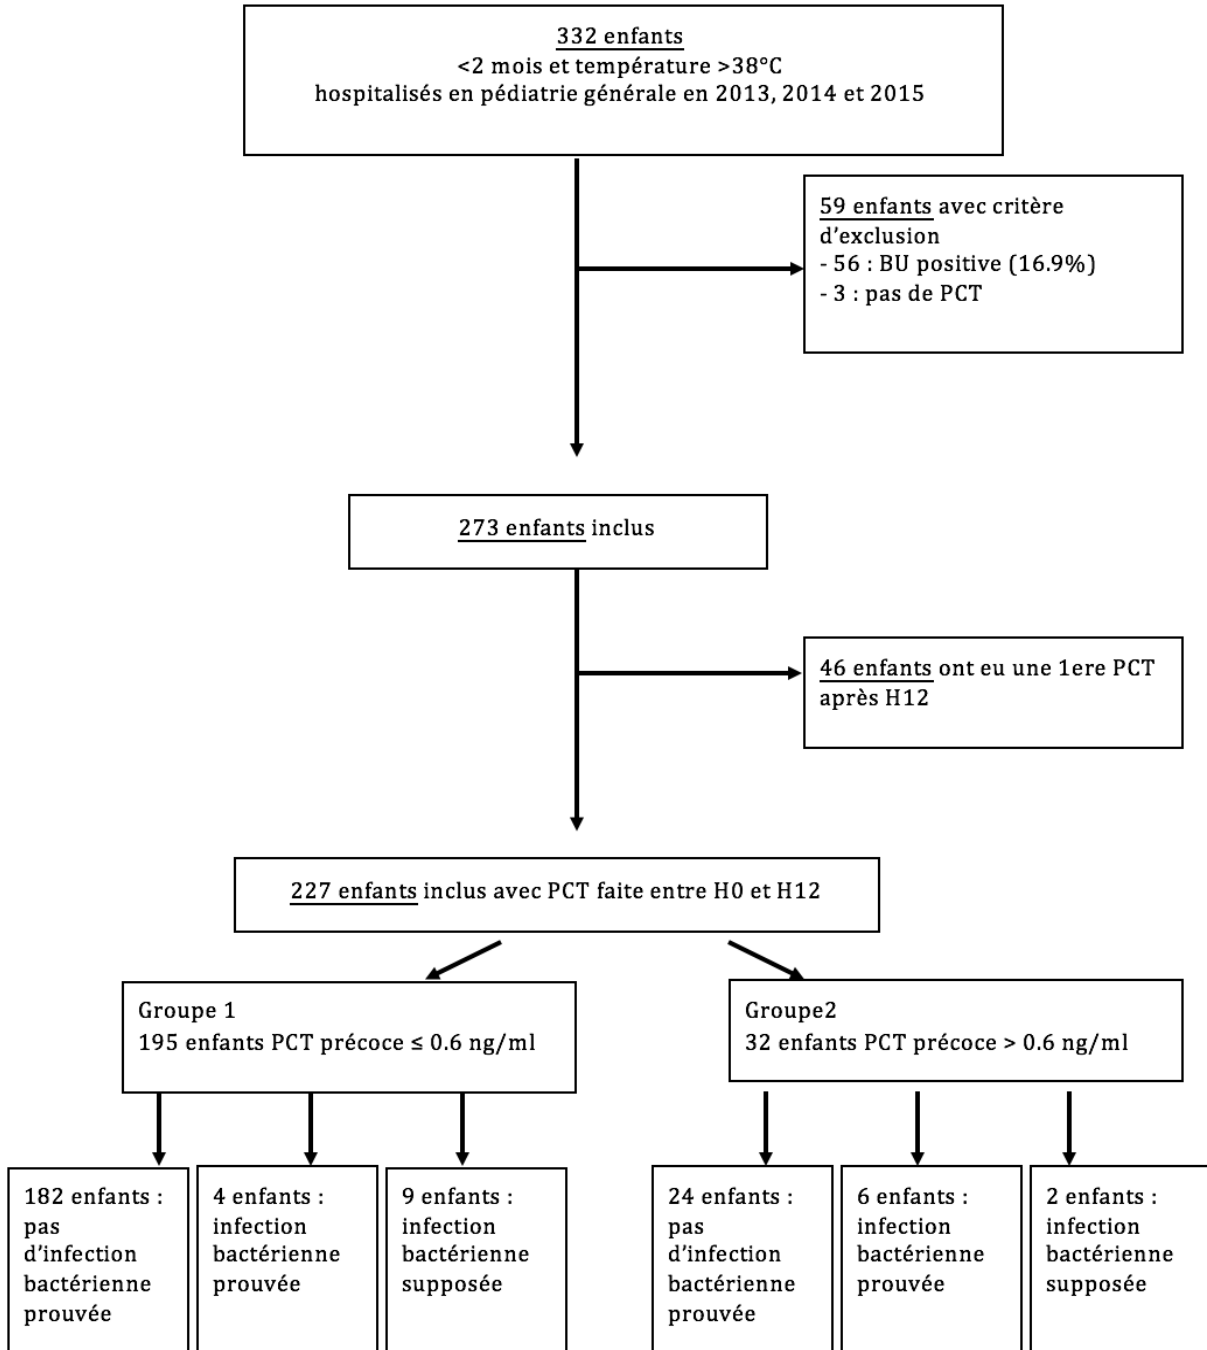 332 enfants
<2 mois et température >38°C
hospitalisés en pédiatrie générale en 2013, 2014 et 2015
59 enfants avec critère
d'exclusion
- 56 : BU positive (16.9%)
- 3 : pas de PCT
273 enfants inclus
46 enfants ont eu une 1ere PCT
après H12
227 enfants inclus avec PCT faite entre H0 et H12
Groupe 1
195 enfants PCT précoce ≤ 0.6 ng/ml
Groupe2
32 enfants PCT précoce > 0.6 ng/ml
182 enfants :
pas
d'infection
bactérienne
prouvée
4 enfants :
infection
bactérienne
prouvée
9 enfants :
infection
bactérienne
supposée
24 enfants :
pas
d'infection
bactérienne
prouvée
6 enfants :
infection
bactérienne
prouvée
2 enfants :
infection
bactérienne
supposée